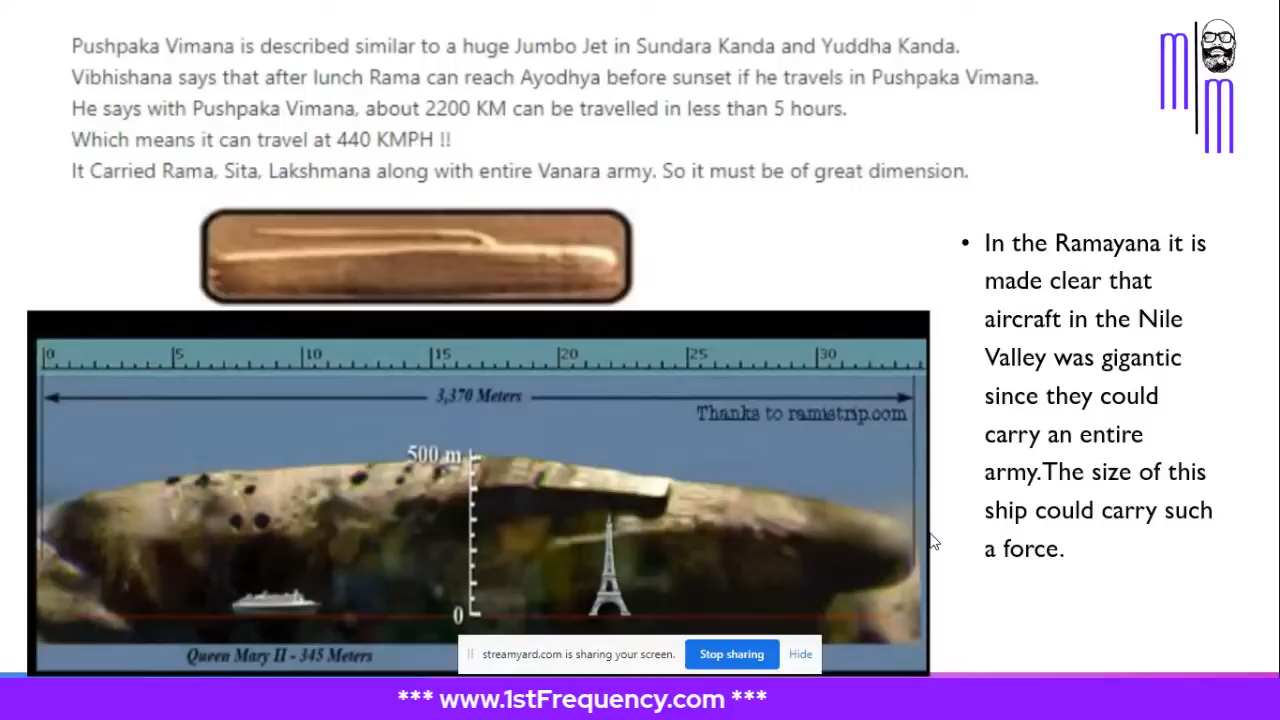 Pushpaka Vimana is described similar to a huge Jumbo Jet in Sundara Kanda and Yuddha Kanda.
Vibhishana says that after lunch Rama can reach Ayodhya before sunset if he travels in Pushpaka Vimana.
He says with Pushpaka Vimana, about 2200 KM can be travelled in less than 5 hours.
Which means it can travel at 440 KMPH !!
It Carried Rama, Sita, Lakshmana along with entire Vanara army. So it must be of great dimension.
m
m
• In the Ramayana it is
made clear that
aircraft in the Nile
Valley was gigantic
since they could
carry an entire
army.The size of this
ship could carry such
a force.
0 5 10 15 20 25 30
3,370 Meters
Thanks to ramistrip.com
500 m
0
Queen Mary II - 345 Meters
streamyard.com is sharing your screen. Stop sharing Hide
*** www.1stFrequency.com ***